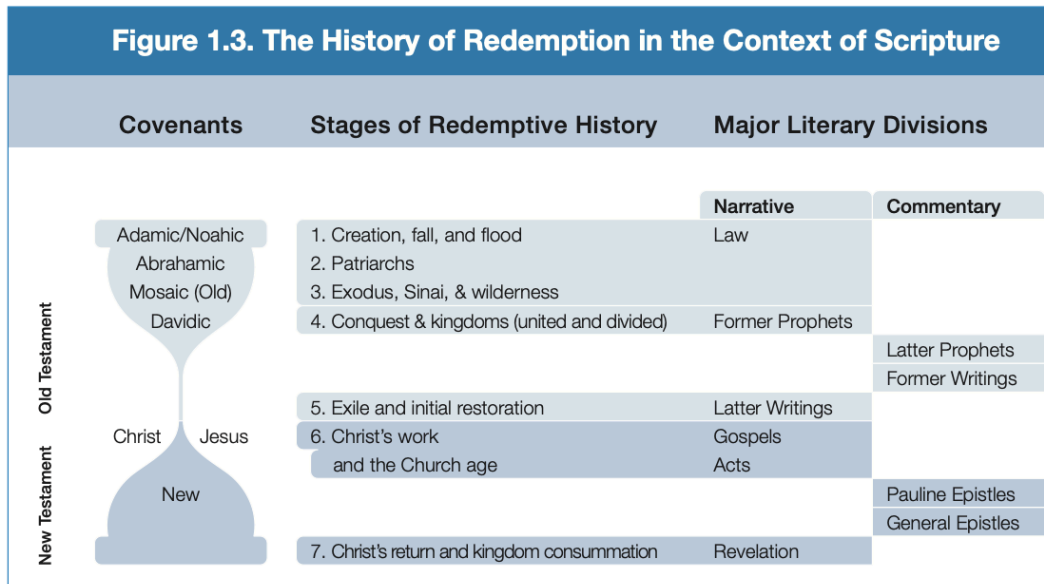 Figure 1.3. The History of Redemption in the Context of Scripture
Covenants Stages of Redemptive History Major Literary Divisions
Narrative Commentary
Adamic/Noahic 1. Creation, fall, and flood Law
Abrahamic 2. Patriarchs
Mosaic (Old) 3. Exodus, Sinai, & wilderness
Davidic 4. Conquest & kingdoms (united and divided) Former Prophets
Latter Prophets
Former Writings
Old Testament
5. Exile and initial restoration Latter Writings
Christ Jesus 6. Christ’s work Gospels
and the Church age Acts
New Pauline Epistles
General Epistles
New Testament
7. Christ’s return and kingdom consummation Revelation